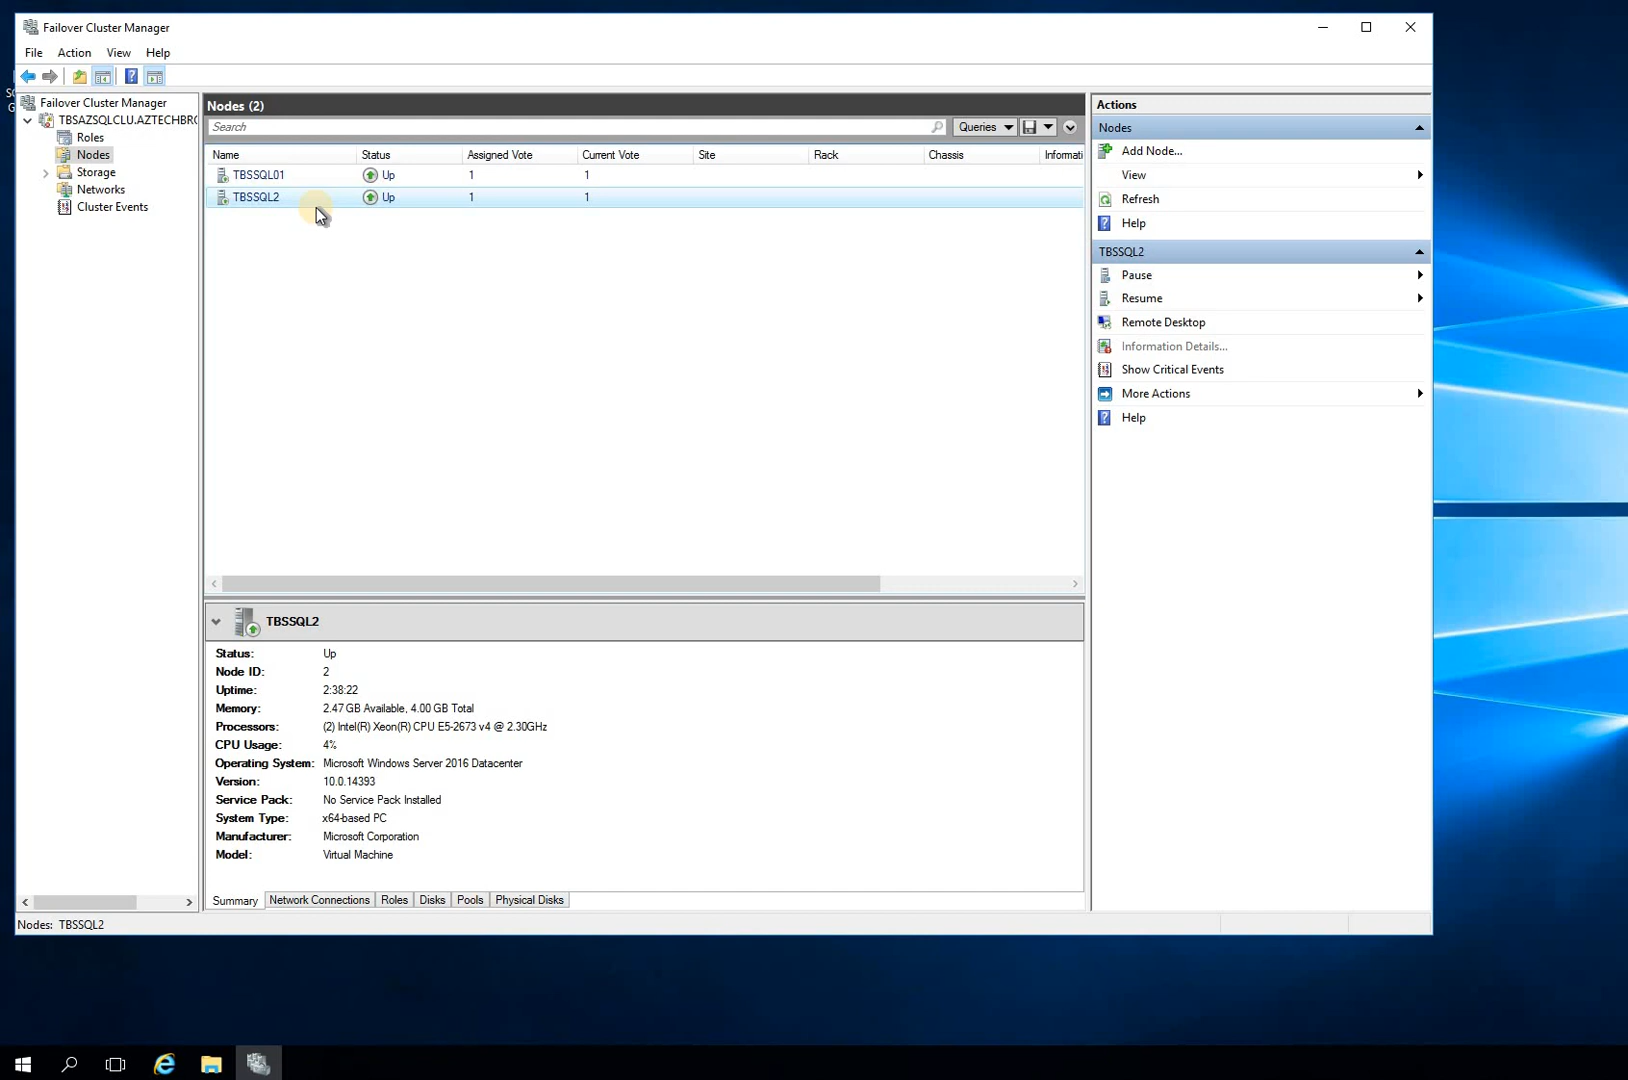 Failover Cluster Manager
File Action View Help
Failover Cluster Manager
TBSAZSQLCLU.AZTECHBRO
Roles
Nodes
Storage
Networks
Cluster Events
Nodes (2)
Search
Queries
Name Status Assigned Vote Current Vote Site Rack Chassis Informati
TBSSQL01 Up 1 1
TBSSQL2 Up 1 1
TBSSQL2
Status: Up
Node ID: 2
Uptime: 2:38:22
Memory: 2.47 GB Available, 4.00 GB Total
Processors: (2) Intel(R) Xeon(R) CPU E5-2673 v4 @ 2.30GHz
CPU Usage: 4%
Operating System: Microsoft Windows Server 2016 Datacenter
Version: 10.0.14393
Service Pack: No Service Pack Installed
System Type: x64-based PC
Manufacturer: Microsoft Corporation
Model: Virtual Machine
Summary Network Connections Roles Disks Pools Physical Disks
Actions
Nodes
Add Node...
View
Refresh
Help
TBSSQL2
Pause
Resume
Remote Desktop
Information Details...
Show Critical Events
More Actions
Help
Nodes: TBSSQL2